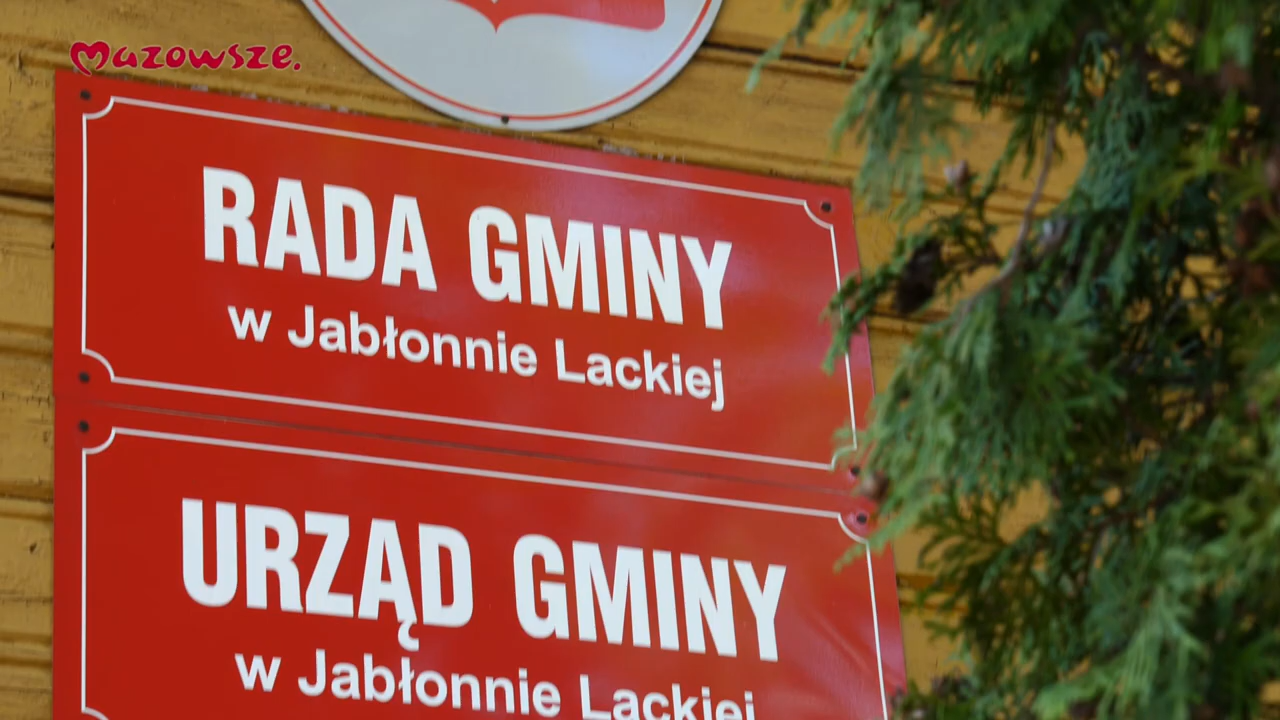 Mazowsze.
RADA GMINY
w Jabłonnie Lackiej
URZĄD GMINY
w Jabłonnie Lackiej